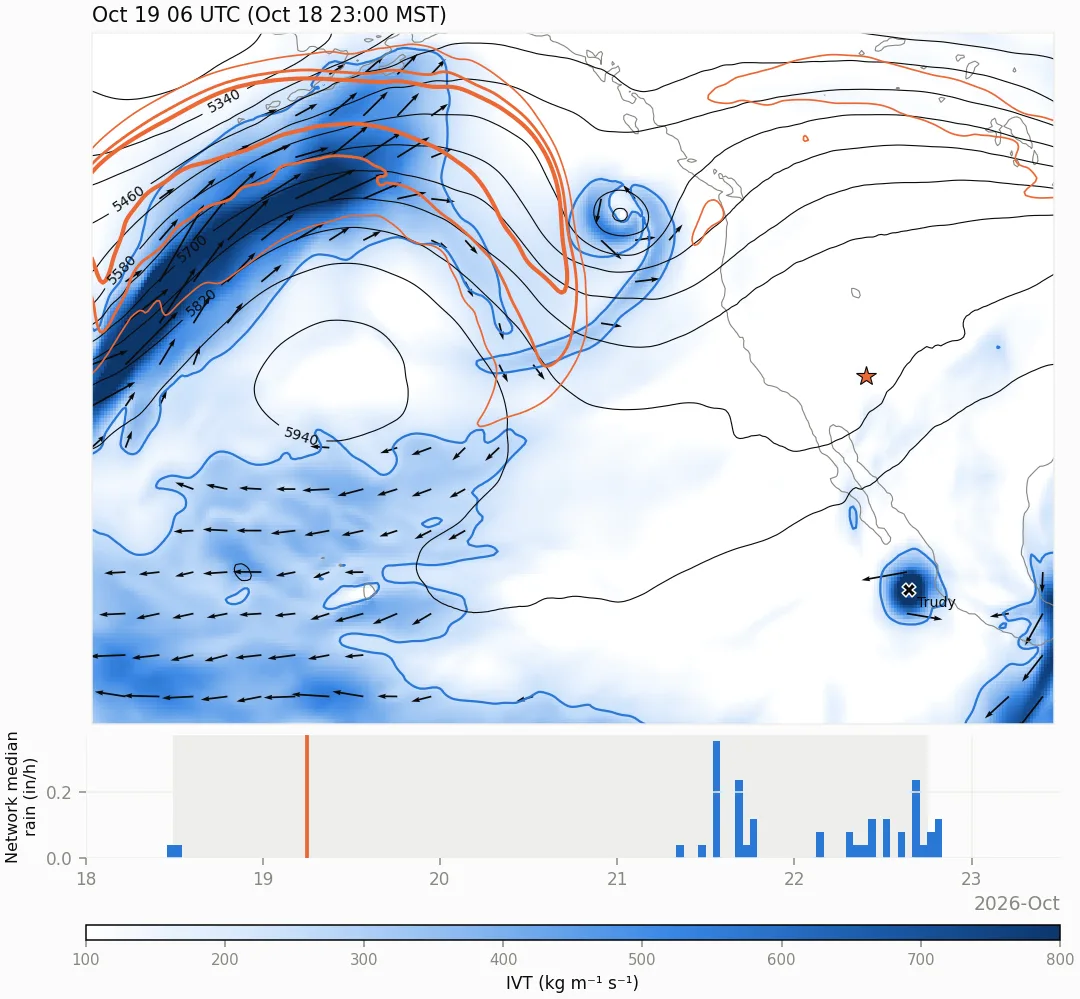 Oct 19 06 UTC (Oct 18 23:00 MST)
5340
5460
5580
5700
5820
5940
Trudy
Network median
rain (in/h)
0.2
0.0
18 19 20 21 22 23
2026-Oct
100 200 300 400 500 600 700 800
IVT (kg m⁻¹ s⁻¹)